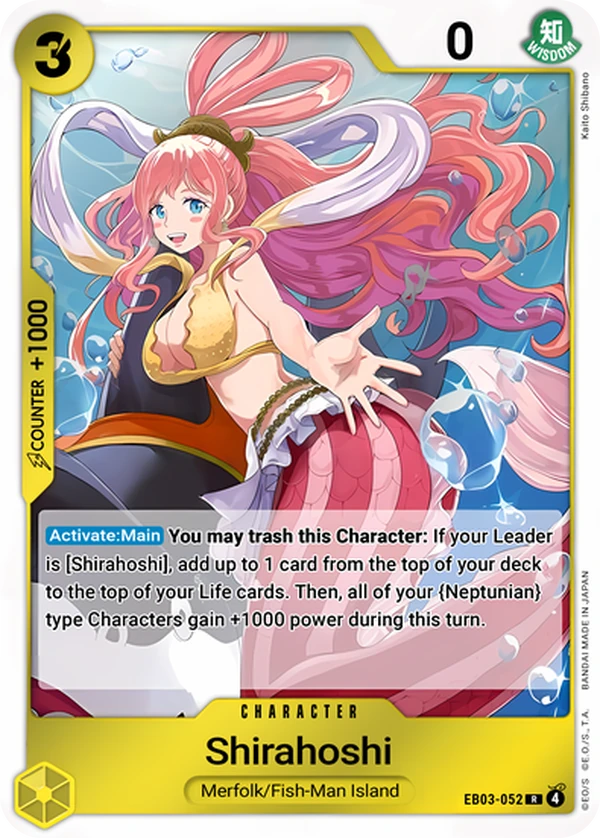 3
0
知
WISDOM
Kaito Shibano
COUNTER +1000
Activate:Main You may trash this Character: If your Leader
is [Shirahoshi], add up to 1 card from the top of your deck
to the top of your Life cards. Then, all of your {Neptunian}
type Characters gain +1000 power during this turn.
CHARACTER
Shirahoshi
Merfolk/Fish-Man Island
EB03-052 R 4
©EO/S ©E.O./S., T.A. BANDAI MADE IN JAPAN